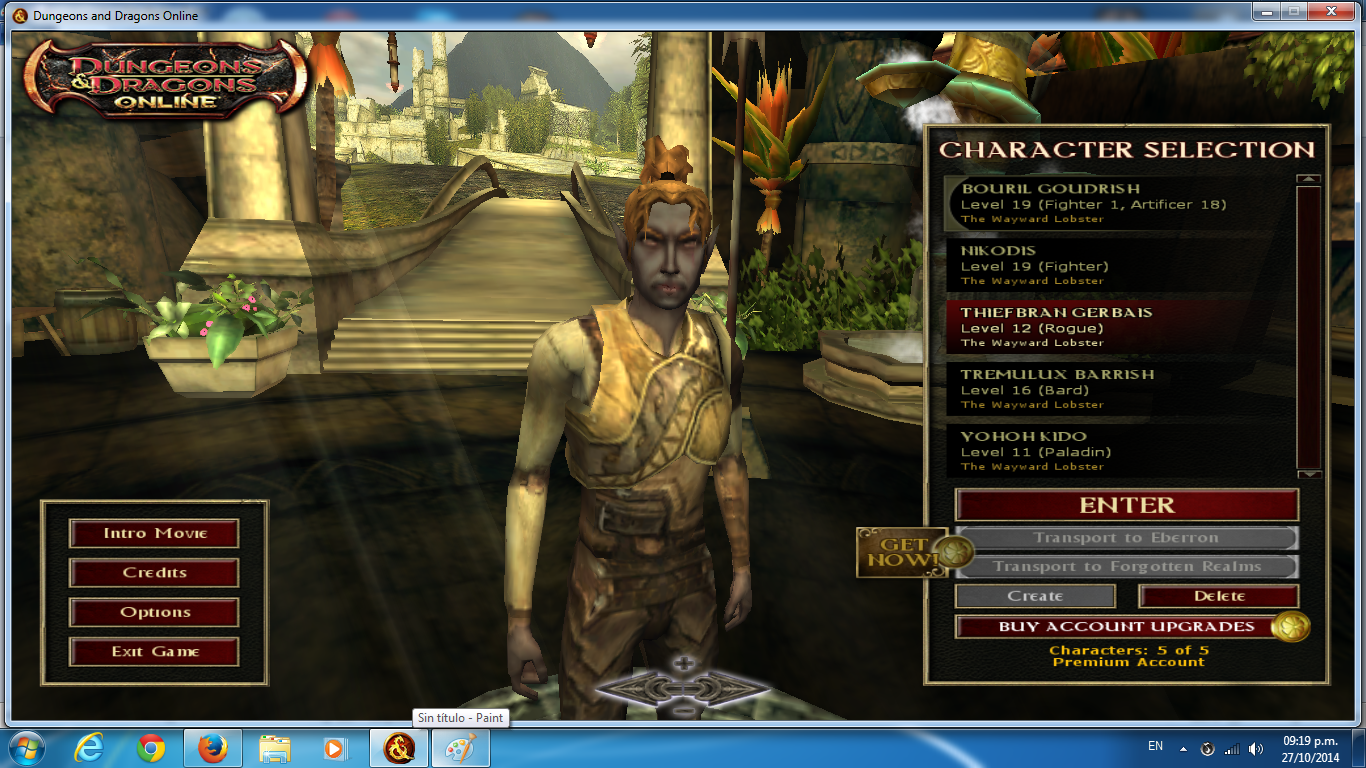 Dungeons and Dragons Online
DUNGEONS
& DRAGONS
ONLINE
CHARACTER SELECTION
BOURIL GOUDRISH
Level 19 (Fighter 1, Artificer 18)
The Wayward Lobster
NIKODIS
Level 19 (Fighter)
The Wayward Lobster
THIEFBRAN GERBAIS
Level 12 (Rogue)
The Wayward Lobster
TREMULUX BARRISH
Level 16 (Bard)
The Wayward Lobster
YOHOH KIDO
Level 11 (Paladin)
The Wayward Lobster
ENTER
GET
NOW!
Transport to Eberron
Transport to Forgotten Realms
Create
Delete
BUY ACCOUNT UPGRADES
Characters: 5 of 5
Premium Account
Intro Movie
Credits
Options
Exit Game
Sin título - Paint
EN
09:19 p.m.
27/10/2014